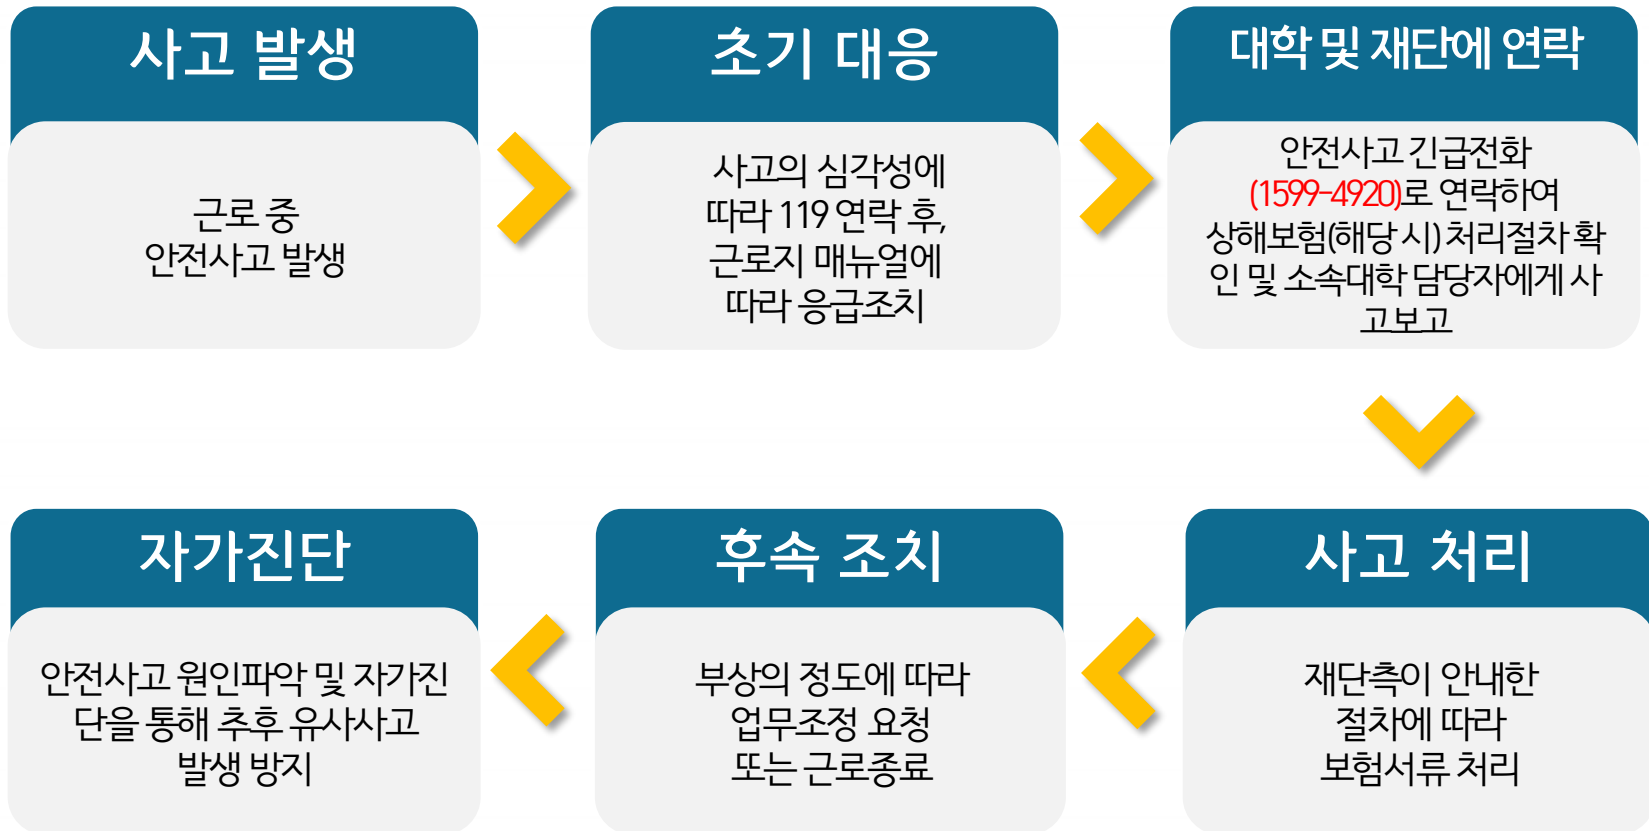 사고 발생
근로 중
안전사고 발생
초기 대응
사고의 심각성에
따라 119 연락 후,
근로지 매뉴얼에
따라 응급조치
대학 및 재단에 연락
안전사고 긴급전화
(1599-4920)로 연락하여
상해보험(해당 시) 처리절차 확
인 및 소속대학 담당자에게 사
고보고
사고 처리
재단측이 안내한
절차에 따라
보험서류 처리
후속 조치
부상의 정도에 따라
업무조정 요청
또는 근로종료
자가진단
안전사고 원인파악 및 자가진
단을 통해 추후 유사사고
발생 방지